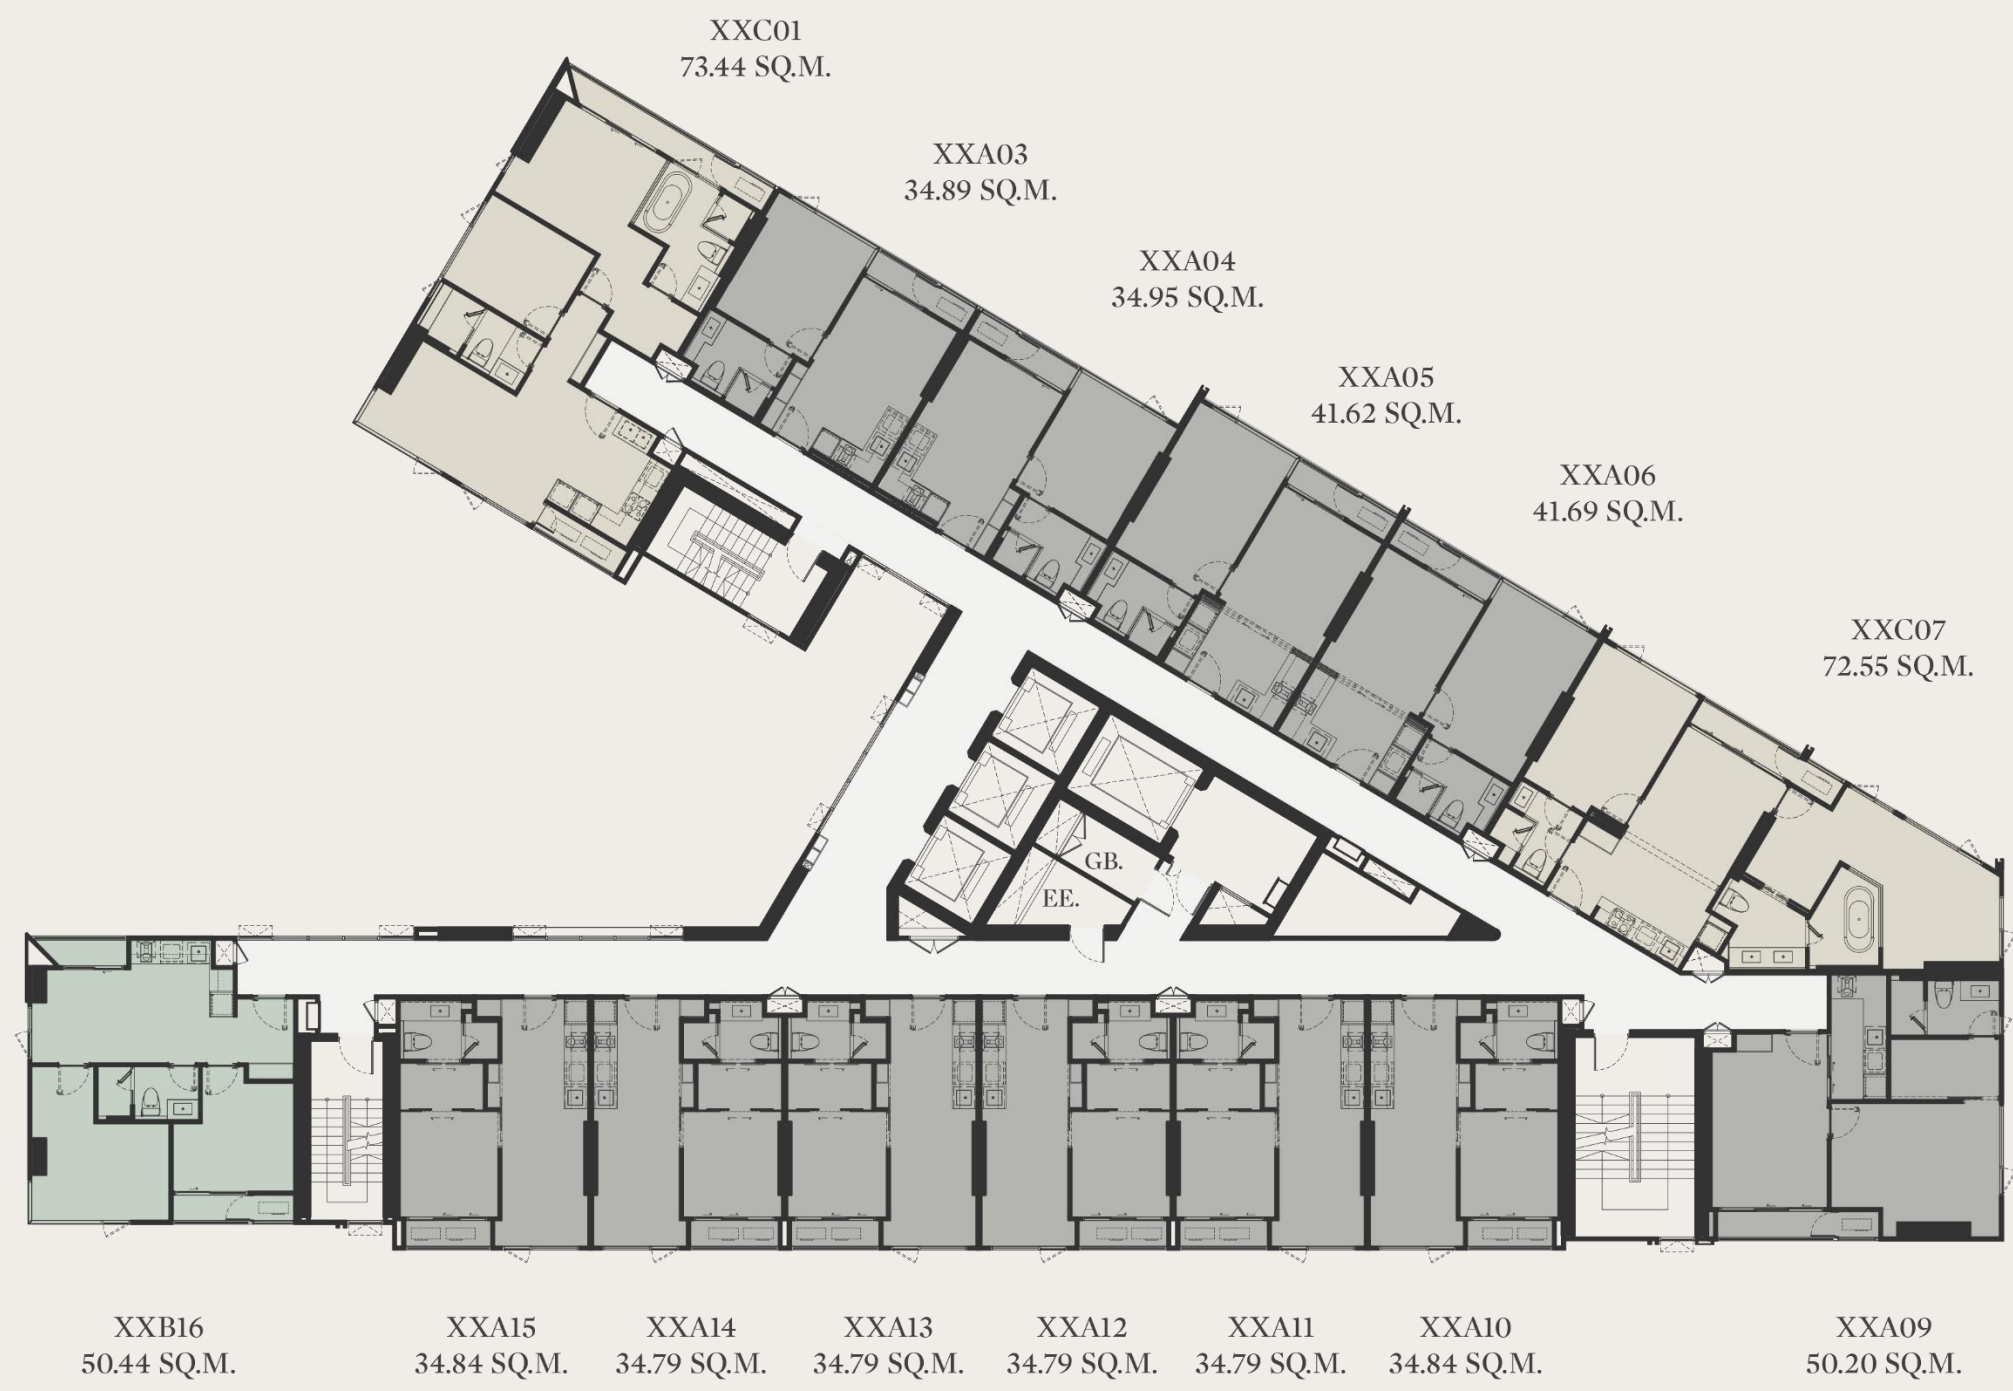 XXC01
73.44 SQ.M.
XXA03
34.89 SQ.M.
XXA04
34.95 SQ.M.
XXA05
41.62 SQ.M.
XXA06
41.69 SQ.M.
XXC07
72.55 SQ.M.
GB.
EE.
XXB16
50.44 SQ.M.
XXA15
34.84 SQ.M.
XXA14
34.79 SQ.M.
XXA13
34.79 SQ.M.
XXA12
34.79 SQ.M.
XXA11
34.79 SQ.M.
XXA10
34.84 SQ.M.
XXA09
50.20 SQ.M.